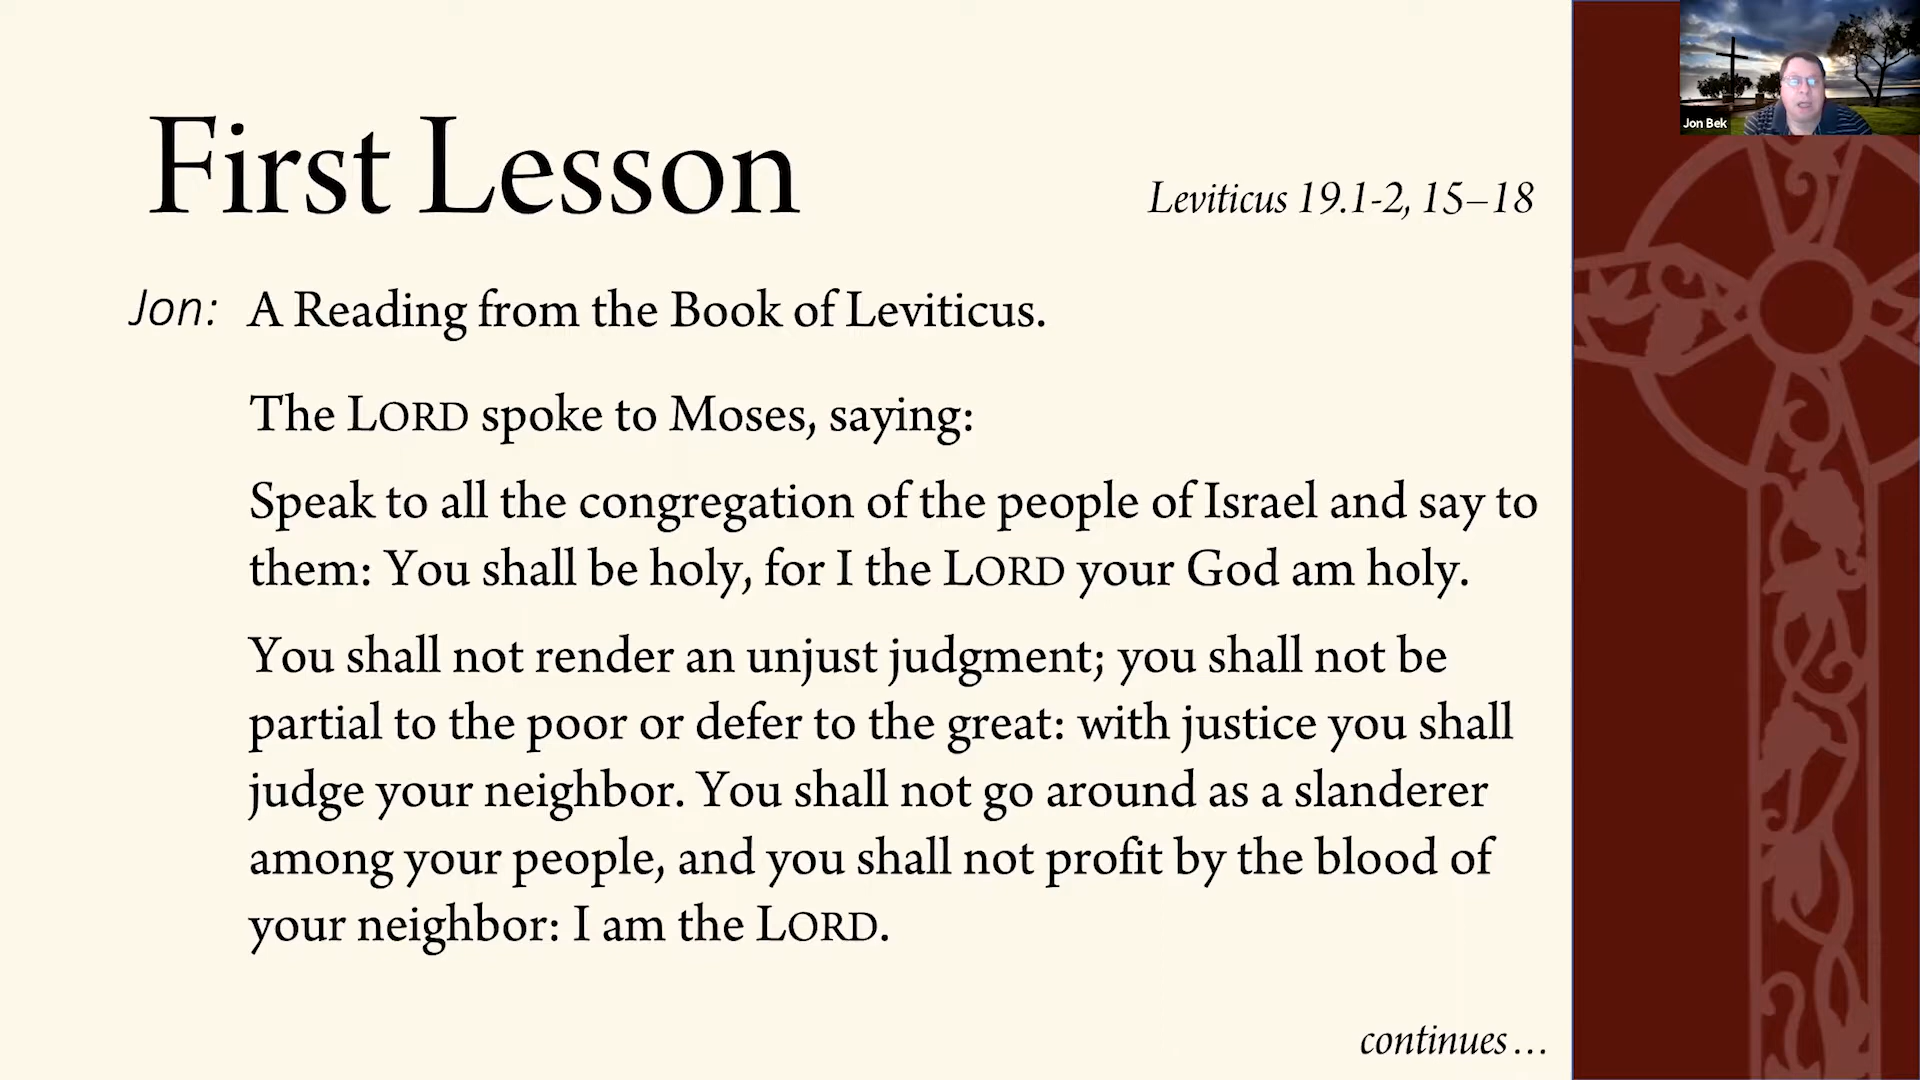 Jon Bek
First Lesson
Leviticus 19.1-2, 15–18
Jon: A Reading from the Book of Leviticus.
The LORD spoke to Moses, saying:
Speak to all the congregation of the people of Israel and say to
them: You shall be holy, for I the LORD your God am holy.
You shall not render an unjust judgment; you shall not be
partial to the poor or defer to the great: with justice you shall
judge your neighbor. You shall not go around as a slanderer
among your people, and you shall not profit by the blood of
your neighbor: I am the LORD.
continues…